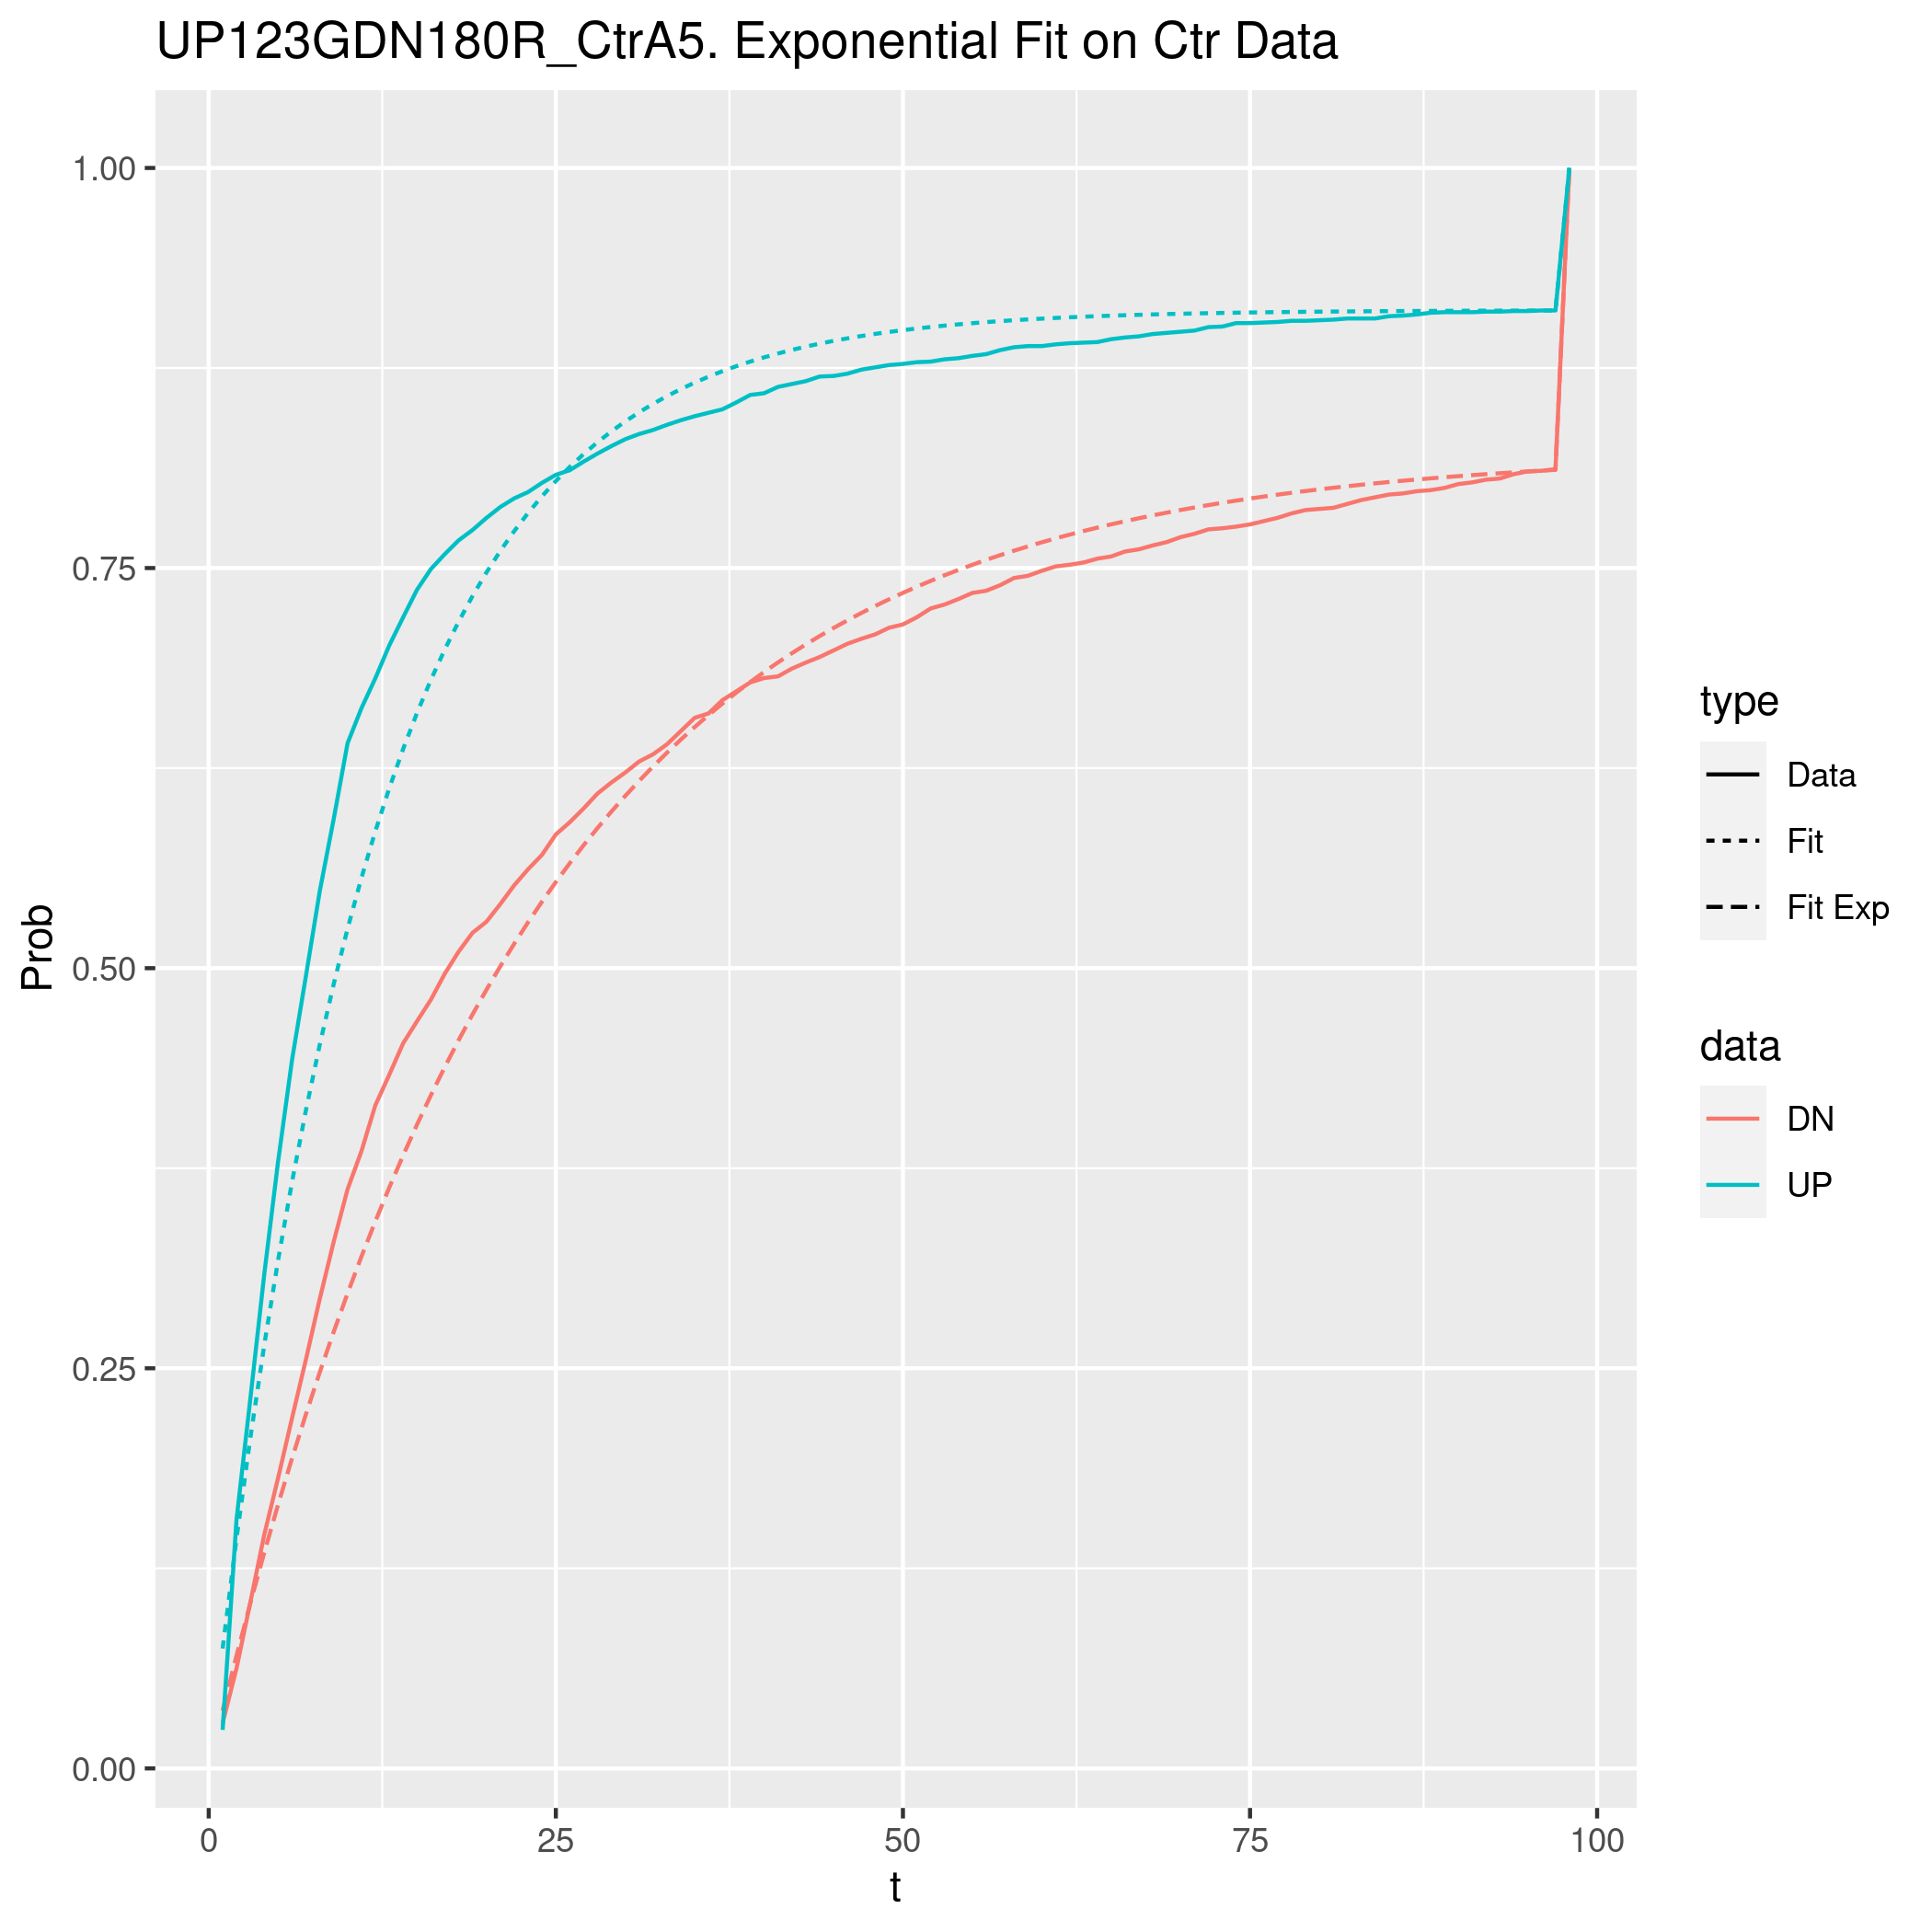 UP123GDN180R_CtrA5. Exponential Fit on Ctr Data
1.00
0.75
0.50
0.25
0.00
Prob
0
25
50
75
100
t
type
Data
Fit
Fit Exp
data
DN
UP